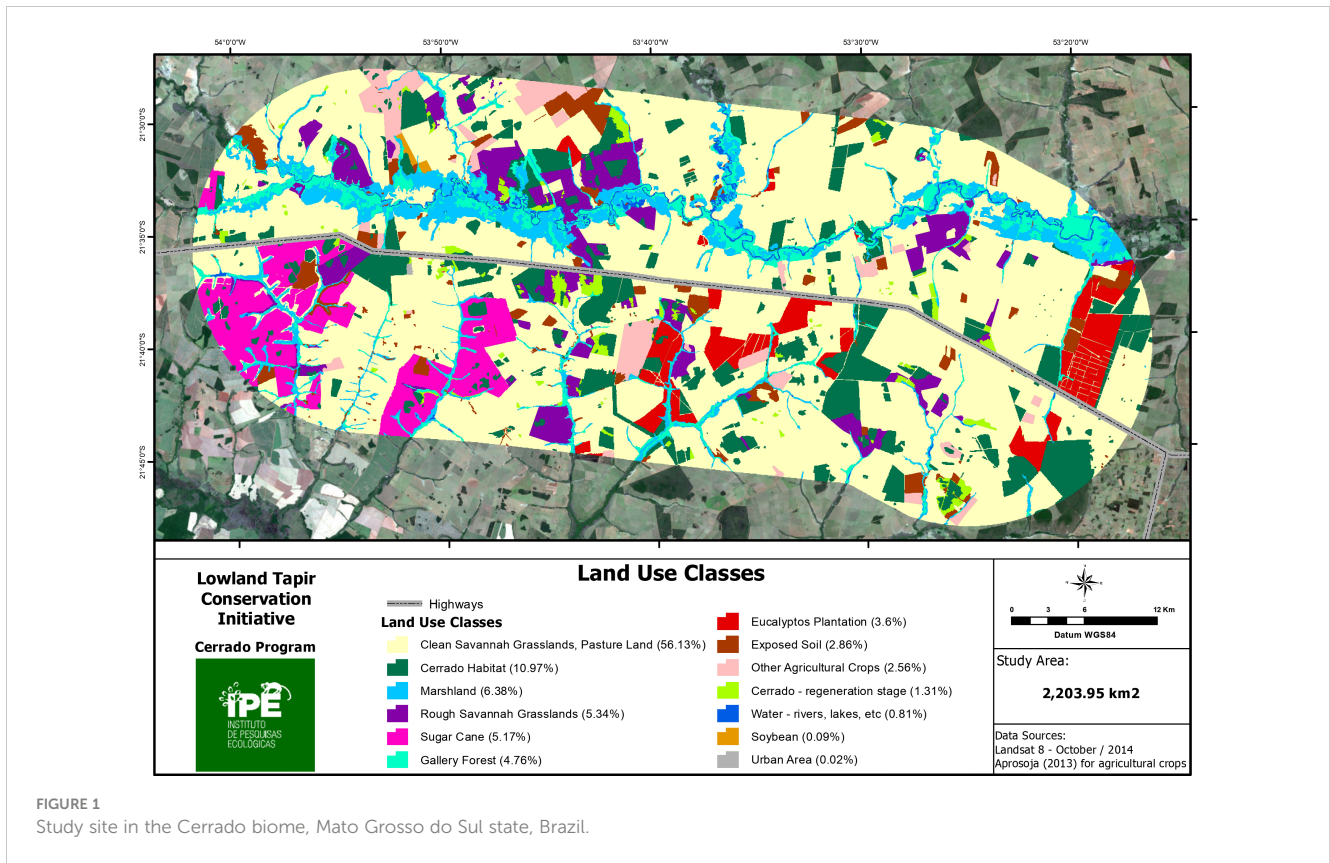 54°0'0"W
53°50'0"W
53°40'0"W
53°30'0"W
53°20'0"W
21°30'0"S
21°35'0"S
21°40'0"S
21°45'0"S
Lowland Tapir
Conservation
Initiative
Cerrado Program
IPÊ
INSTITUTO
DE PESQUISAS
ECOLÓGICAS
Land Use Classes
Highways
Land Use Classes
Clean Savannah Grasslands, Pasture Land (56.13%)
Cerrado Habitat (10.97%)
Marshland (6.38%)
Rough Savannah Grasslands (5.34%)
Sugar Cane (5.17%)
Gallery Forest (4.76%)
Eucalyptos Plantation (3.6%)
Exposed Soil (2.86%)
Other Agricultural Crops (2.56%)
Cerrado - regeneration stage (1.31%)
Water - rivers, lakes, etc (0.81%)
Soybean (0.09%)
Urban Area (0.02%)
0 3 6 12 Km
Datum WGS84
Study Area:
2,203.95 km2
Data Sources:
Landsat 8 - October / 2014
Aprosoja (2013) for agricultural crops
FIGURE 1
Study site in the Cerrado biome, Mato Grosso do Sul state, Brazil.